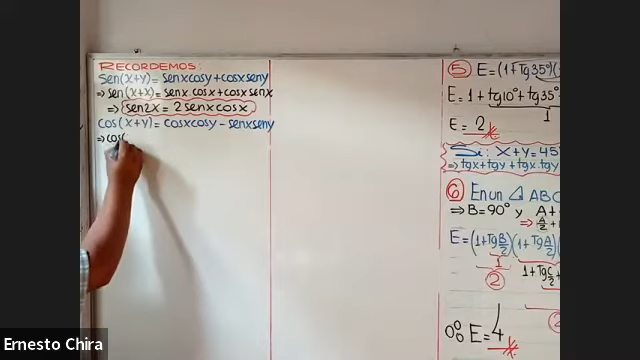 RECORDEMOS:
sen(x+y)= senxcosy+cosxseny
⇒ sen(x+x)= senx cosx+cosx senx
⇒ sen2x = 2senxcosx
cos(x+y)=cosxcosy-senxseny
⇒cos(
5 E=(1+Tg35°)(
E=1+tg10°+tg35°
1
E= 2
Si: x+y=45°
⇒tgx+tgy+tgx.tgy
6 En un ABC
⇒B=90° y A+
⇒ A/2 +
E=(1+Tg B/2)(1+Tg A/2)(
1
2
1+Tg C/2 +
E= 4
Ernesto Chira